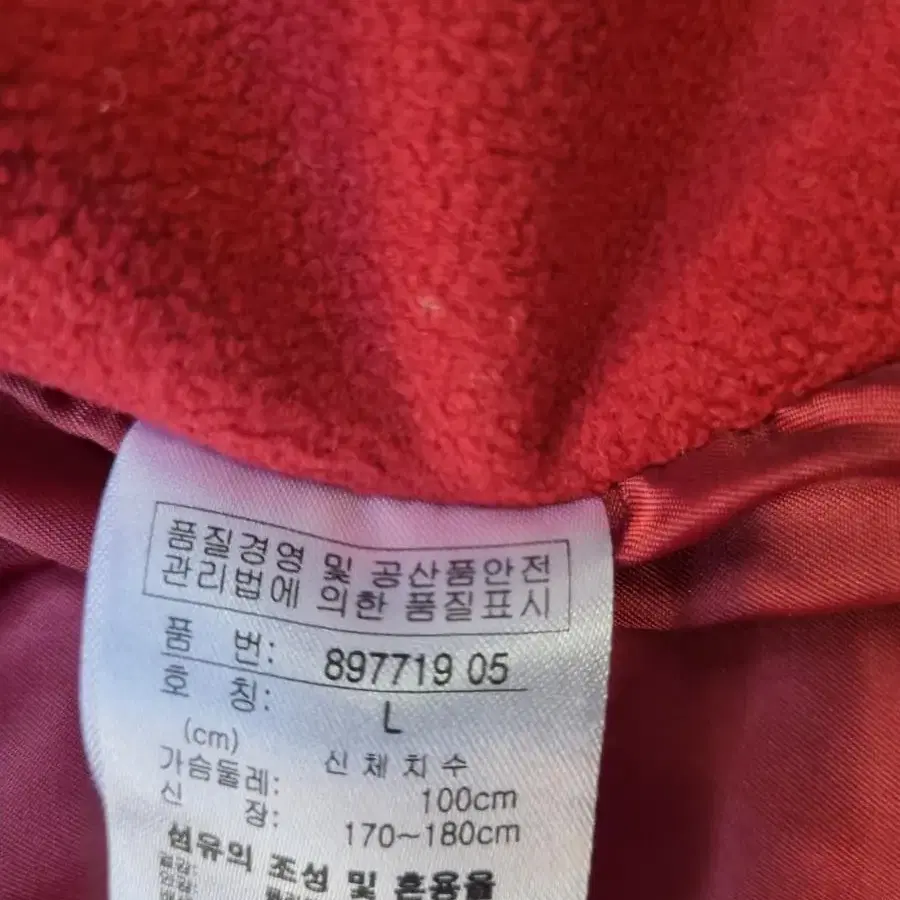 품질경영 및 공산품안전
관리법에 의한 품질표시
품 번: 897719 05
호 칭: L
(cm) 신체치수
가슴둘레: 100cm
신 장: 170~180cm
섬유의 조성 및 혼용율
겉감: